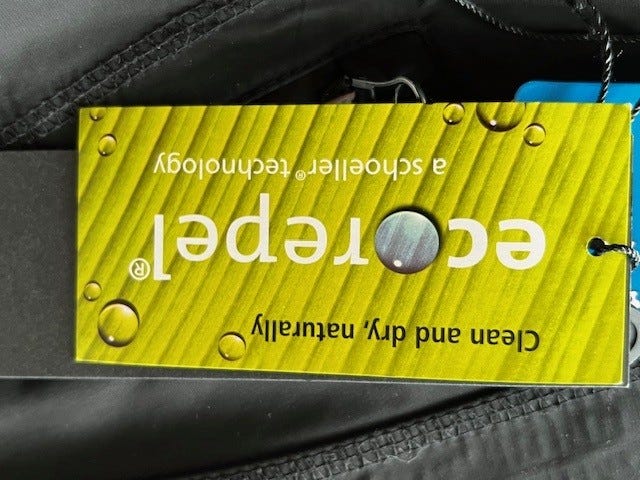 Clean and dry, naturally
ecorepel®
a schoeller® technology